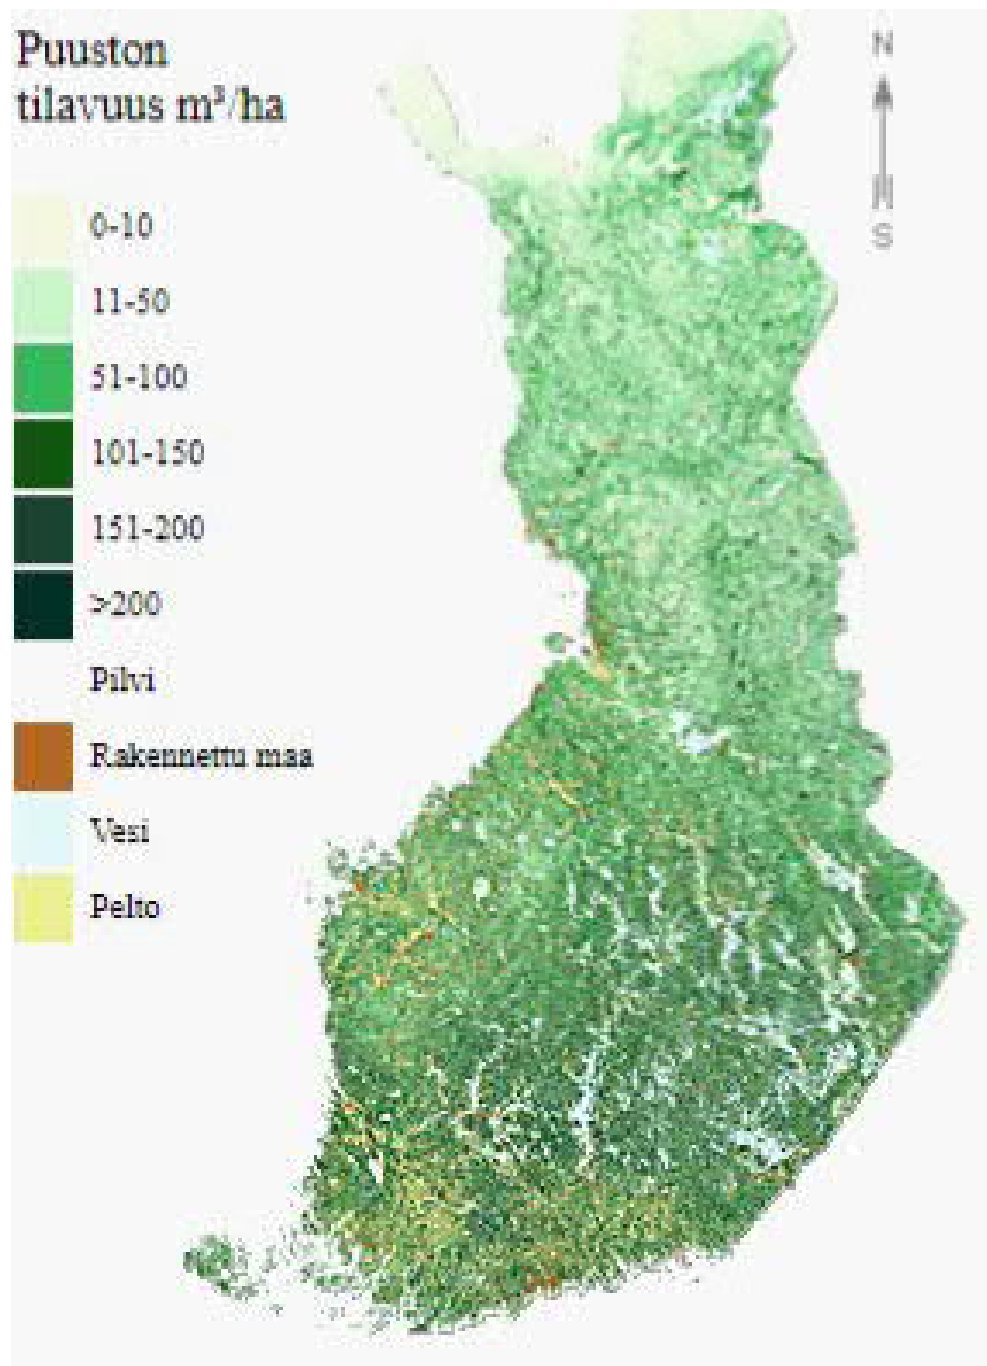 Puuston
tilavuus m³/ha
0-10
11-50
51-100
101-150
151-200
>200
Pilvi
Rakennettu maa
Vesi
Pelto
N
S